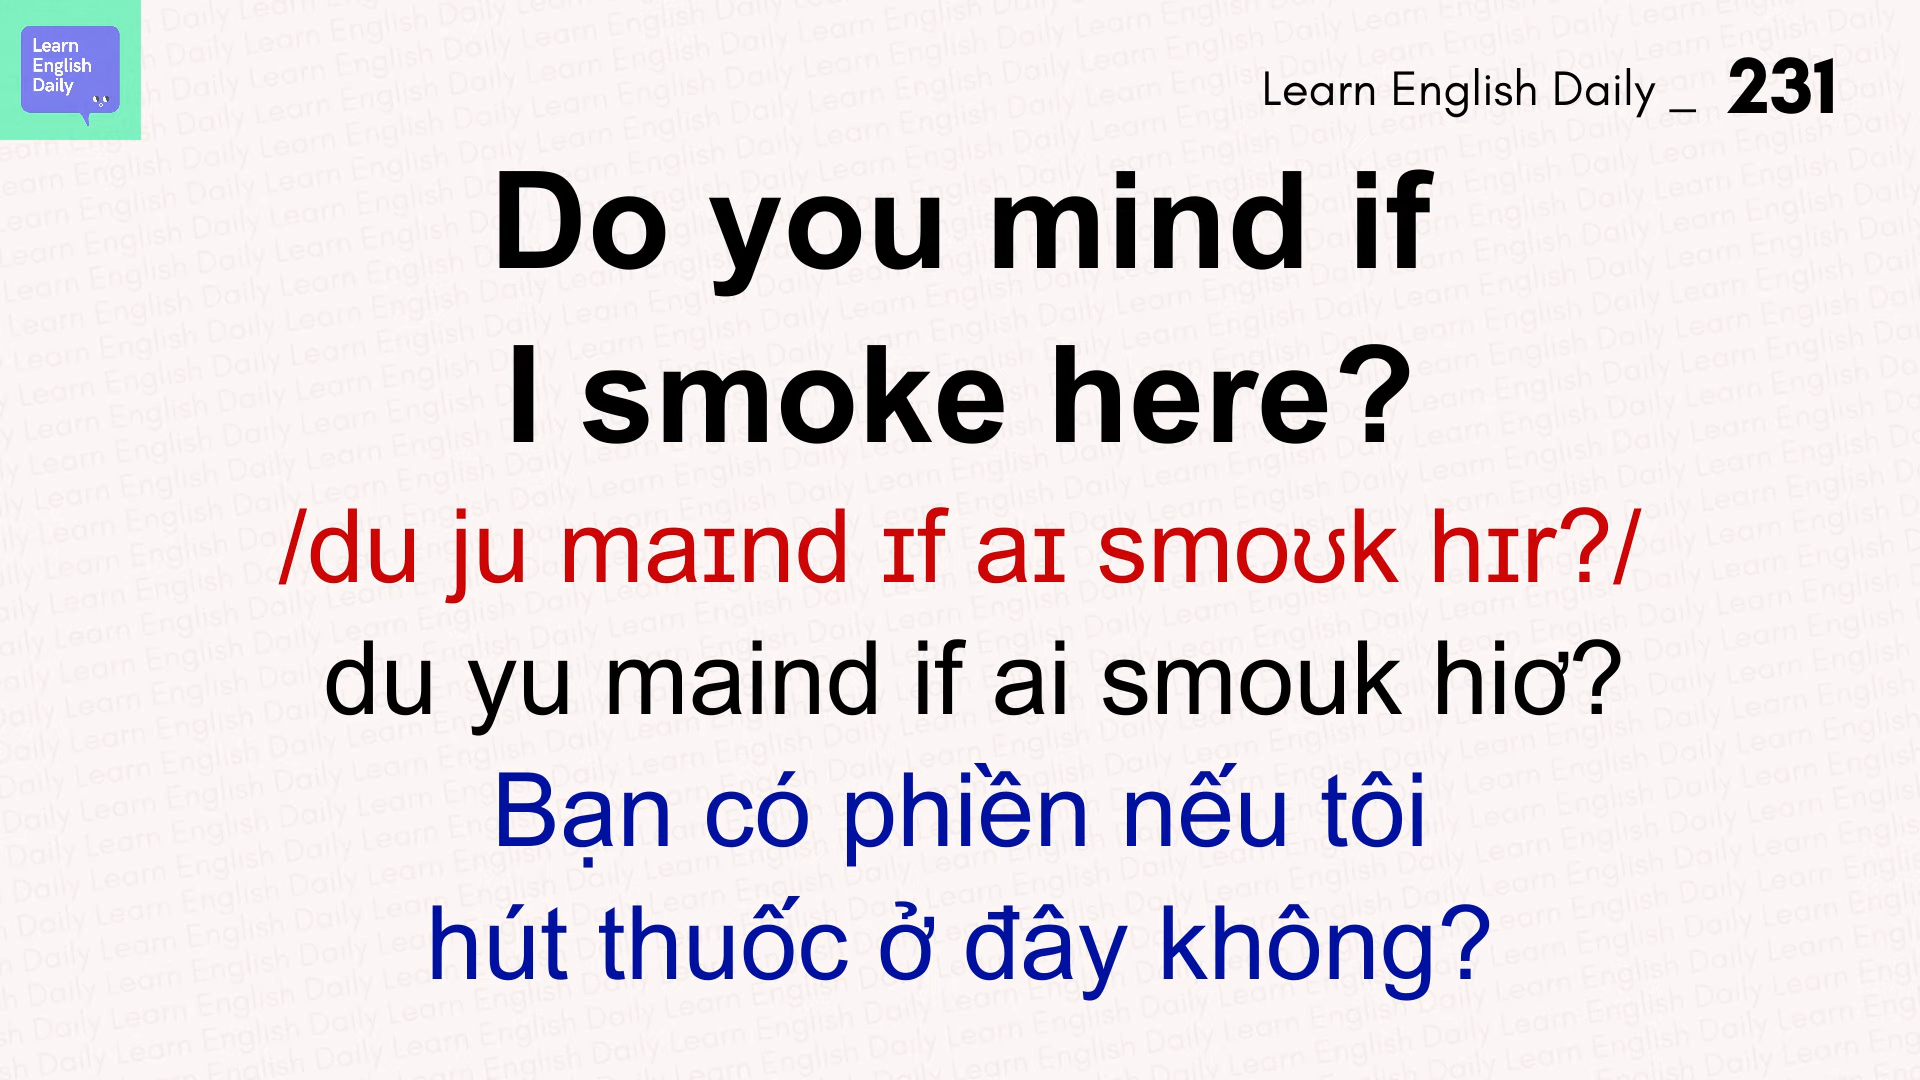 Learn
English
Daily
Learn English Daily _ 231
Do you mind if
I smoke here?
/du ju maɪnd ɪf aɪ smoʊk hɪr?/
du yu maind if ai smouk hiơ?
Bạn có phiền nếu tôi
hút thuốc ở đây không?